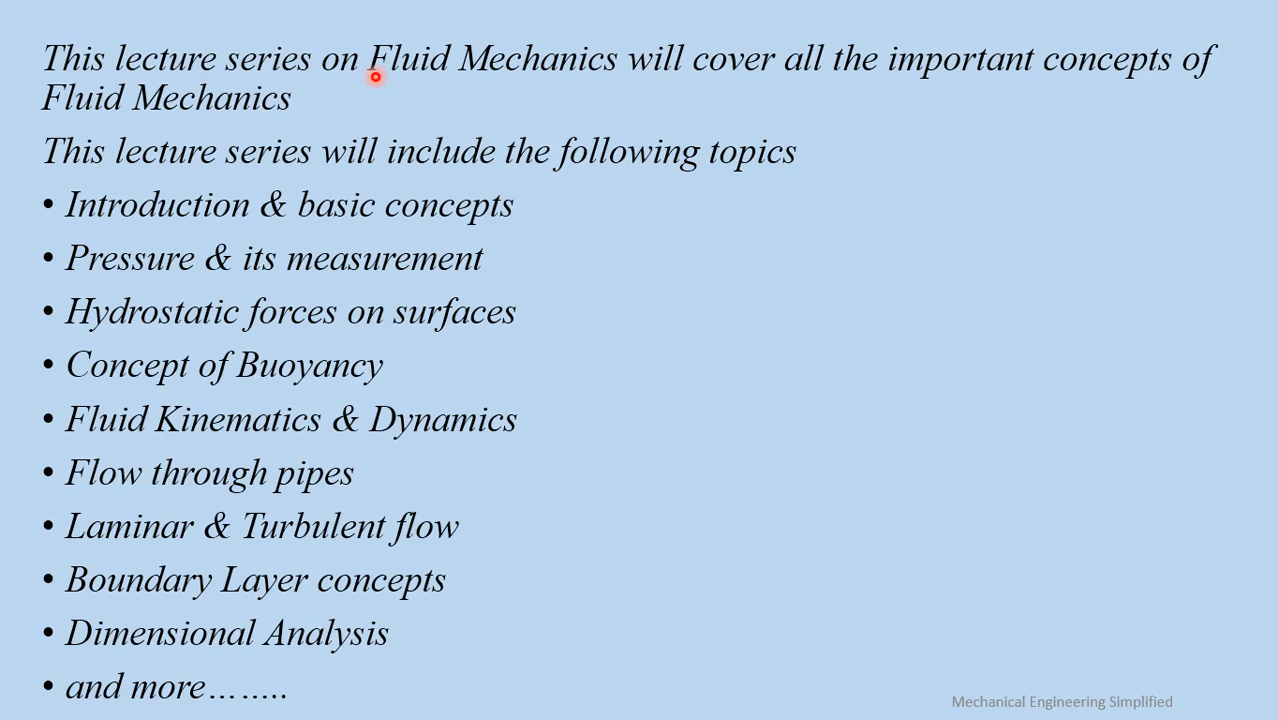 This lecture series on Fluid Mechanics will cover all the important concepts of
Fluid Mechanics
This lecture series will include the following topics
• Introduction & basic concepts
• Pressure & its measurement
• Hydrostatic forces on surfaces
• Concept of Buoyancy
• Fluid Kinematics & Dynamics
• Flow through pipes
• Laminar & Turbulent flow
• Boundary Layer concepts
• Dimensional Analysis
• and more……..
Mechanical Engineering Simplified